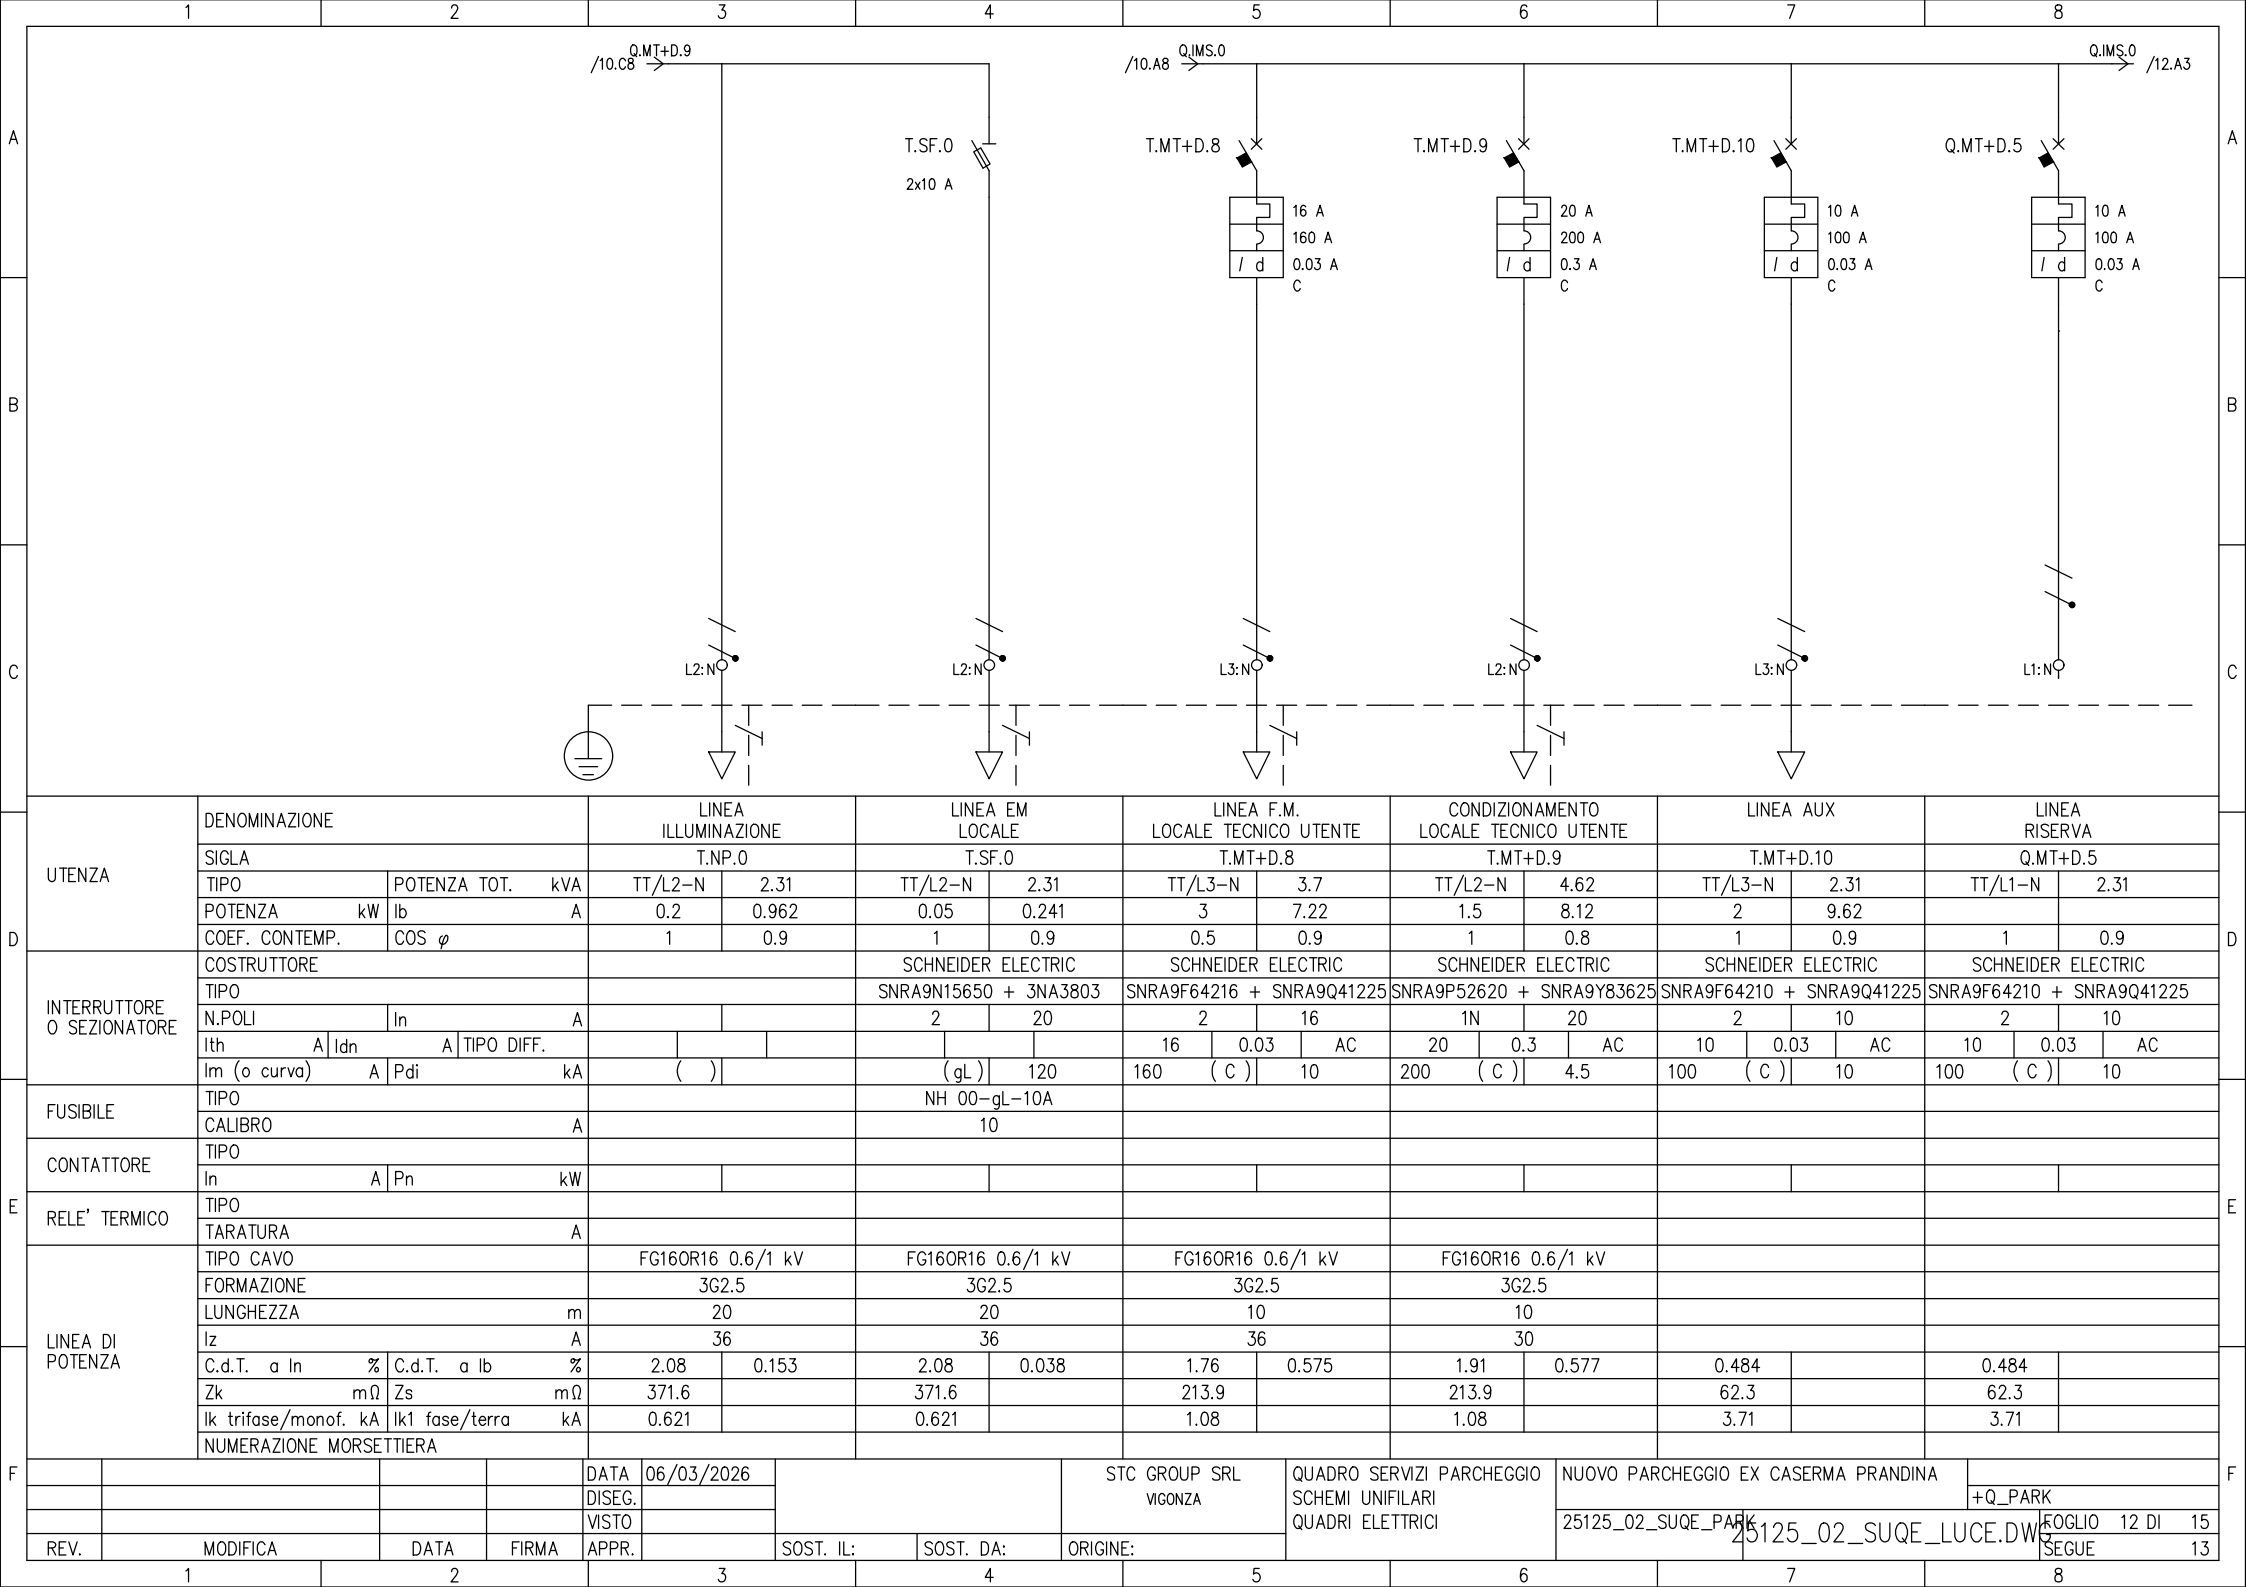 1 2 3 4 5 6 7 8
Q.MT+D.9 Q.IMS.0 Q.IMS.0
/10.C8 /10.A8 /12.A3
A A
T.SF.0 T.MT+D.8 T.MT+D.9 T.MT+D.10 Q.MT+D.5
2x10 A
16 A 20 A 10 A 10 A
160 A 200 A 100 A 100 A
I d 0.03 A I d 0.3 A I d 0.03 A I d 0.03 A
C C C C
B B
C L2:N L2:N L3:N L2:N L3:N L1:N C
UTENZA
DENOMINAZIONE
LINEA ILLUMINAZIONE
LINEA EM LOCALE
LINEA F.M. LOCALE TECNICO UTENTE
CONDIZIONAMENTO LOCALE TECNICO UTENTE
LINEA AUX
LINEA RISERVA
SIGLA T.NP.0 T.SF.0 T.MT+D.8 T.MT+D.9 T.MT+D.10 Q.MT+D.5
TIPO POTENZA TOT. kVA TT/L2-N 2.31 TT/L2-N 2.31 TT/L3-N 3.7 TT/L2-N 4.62 TT/L3-N 2.31 TT/L1-N 2.31
POTENZA kW Ib A 0.2 0.962 0.05 0.241 3 7.22 1.5 8.12 2 9.62
D COEF. CONTEMP. COS φ 1 0.9 1 0.9 0.5 0.9 1 0.8 1 0.9 1 0.9 D
INTERRUTTORE
O SEZIONATORE
COSTRUTTORE SCHNEIDER ELECTRIC SCHNEIDER ELECTRIC SCHNEIDER ELECTRIC SCHNEIDER ELECTRIC SCHNEIDER ELECTRIC
TIPO SNRA9N15650 + 3NA3803 SNRA9F64216 + SNRA9Q41225 SNRA9P52620 + SNRA9Y83625 SNRA9F64210 + SNRA9Q41225 SNRA9F64210 + SNRA9Q41225
N.POLI In A 2 20 2 16 1N 20 2 10 2 10
Ith A Idn A TIPO DIFF. 16 0.03 AC 20 0.3 AC 10 0.03 AC 10 0.03 AC
Im (o curva) A Pdi kA ( ) (gL) 120 160 (C) 10 200 (C) 4.5 100 (C) 10 100 (C) 10
FUSIBILE
TIPO NH 00-gL-10A
CALIBRO A 10
CONTATTORE
TIPO
In A Pn kW
E RELE' TERMICO E
TIPO
TARATURA A
LINEA DI
POTENZA
TIPO CAVO FG16OR16 0.6/1 kV FG16OR16 0.6/1 kV FG16OR16 0.6/1 kV FG16OR16 0.6/1 kV
FORMAZIONE 3G2.5 3G2.5 3G2.5 3G2.5
LUNGHEZZA m 20 20 10 10
Iz A 36 36 36 30
C.d.T. a In % C.d.T. a Ib % 2.08 0.153 2.08 0.038 1.76 0.575 1.91 0.577 0.484 0.484
Zk mΩ Zs mΩ 371.6 371.6 213.9 213.9 62.3 62.3
Ik trifase/monof. kA Ik1 fase/terra kA 0.621 0.621 1.08 1.08 3.71 3.71
NUMERAZIONE MORSETTIERA
F DATA 06/03/2026 STC GROUP SRL QUADRO SERVIZI PARCHEGGIO NUOVO PARCHEGGIO EX CASERMA PRANDINA F
DISEG. VIGONZA SCHEMI UNIFILARI +Q_PARK
VISTO QUADRI ELETTRICI 25125_02_SUQE_PARK 25125_02_SUQE_LUCE.DWG FOGLIO 12 DI 15
REV. MODIFICA DATA FIRMA APPR. SOST. IL: SOST. DA: ORIGINE: SEGUE 13
1 2 3 4 5 6 7 8